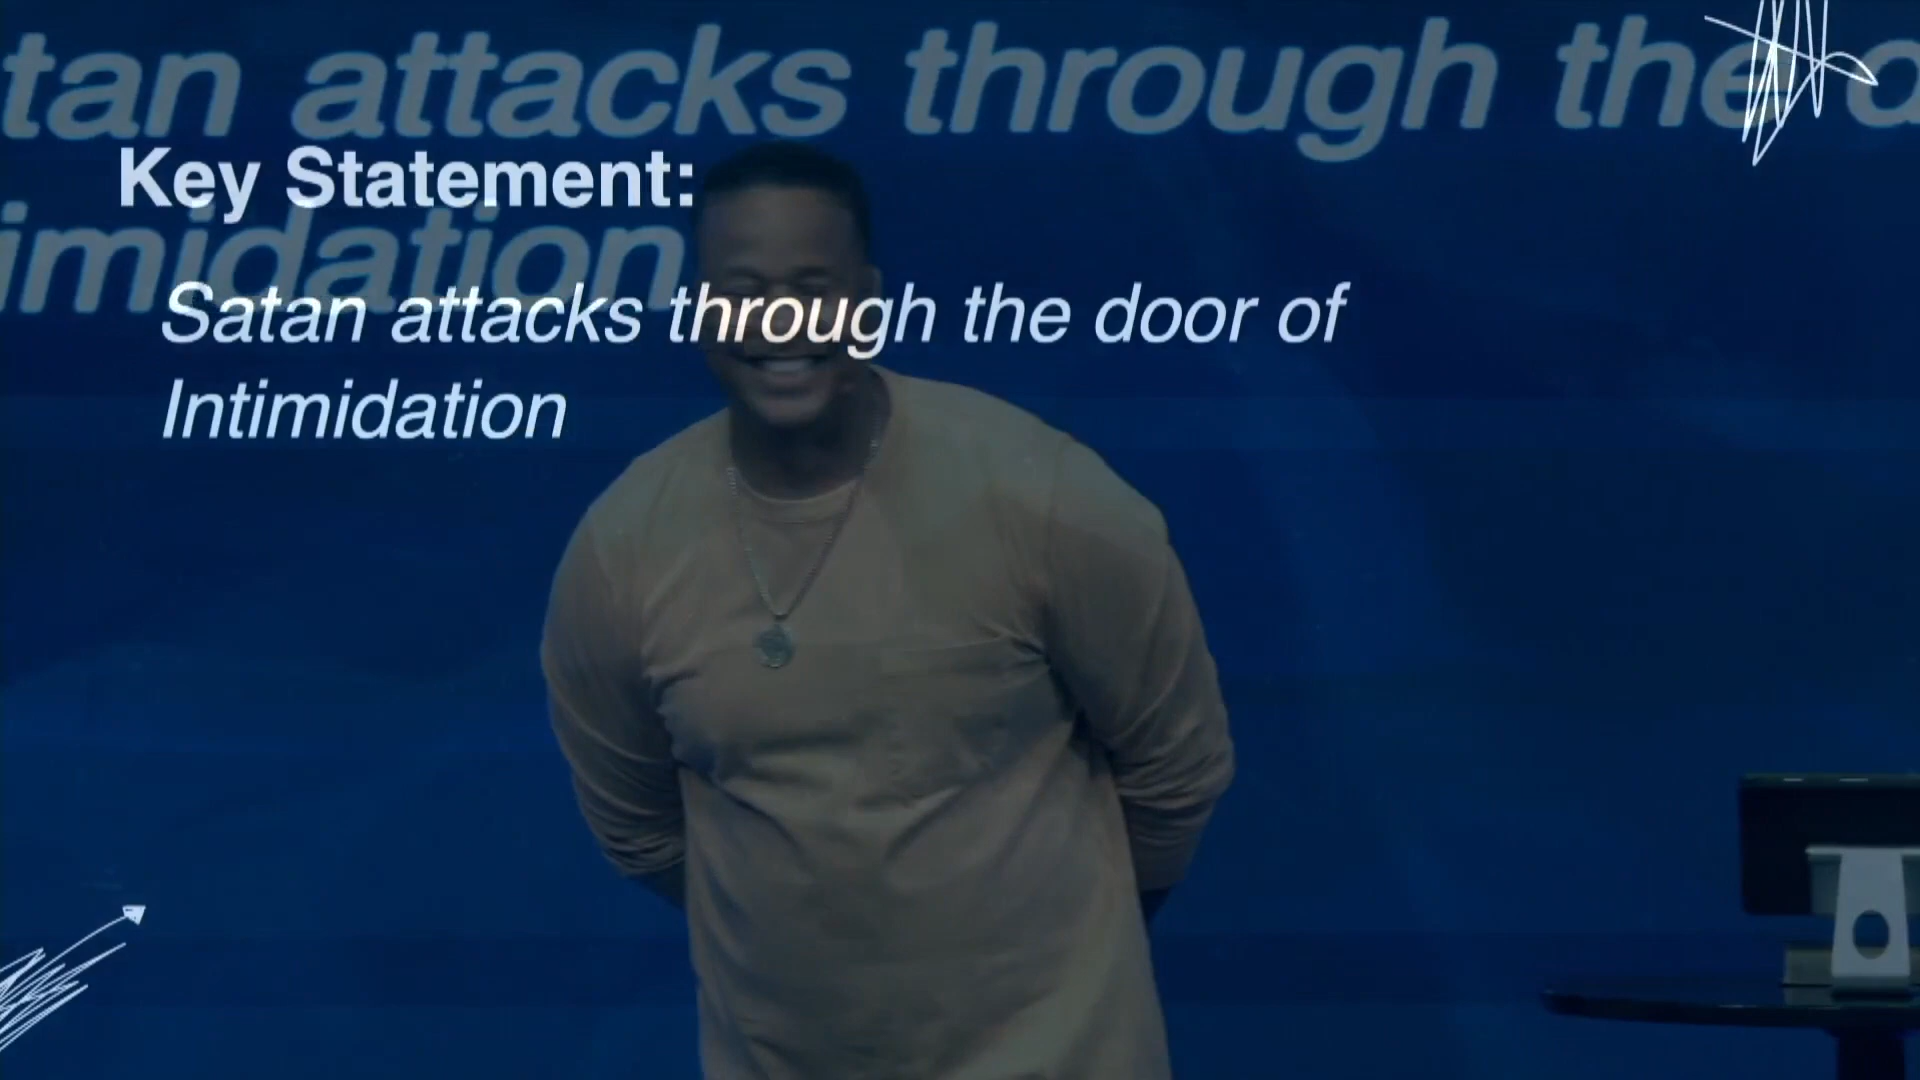 tan attacks through the
Key Statement:
imidation
Satan attacks through the door of
Intimidation